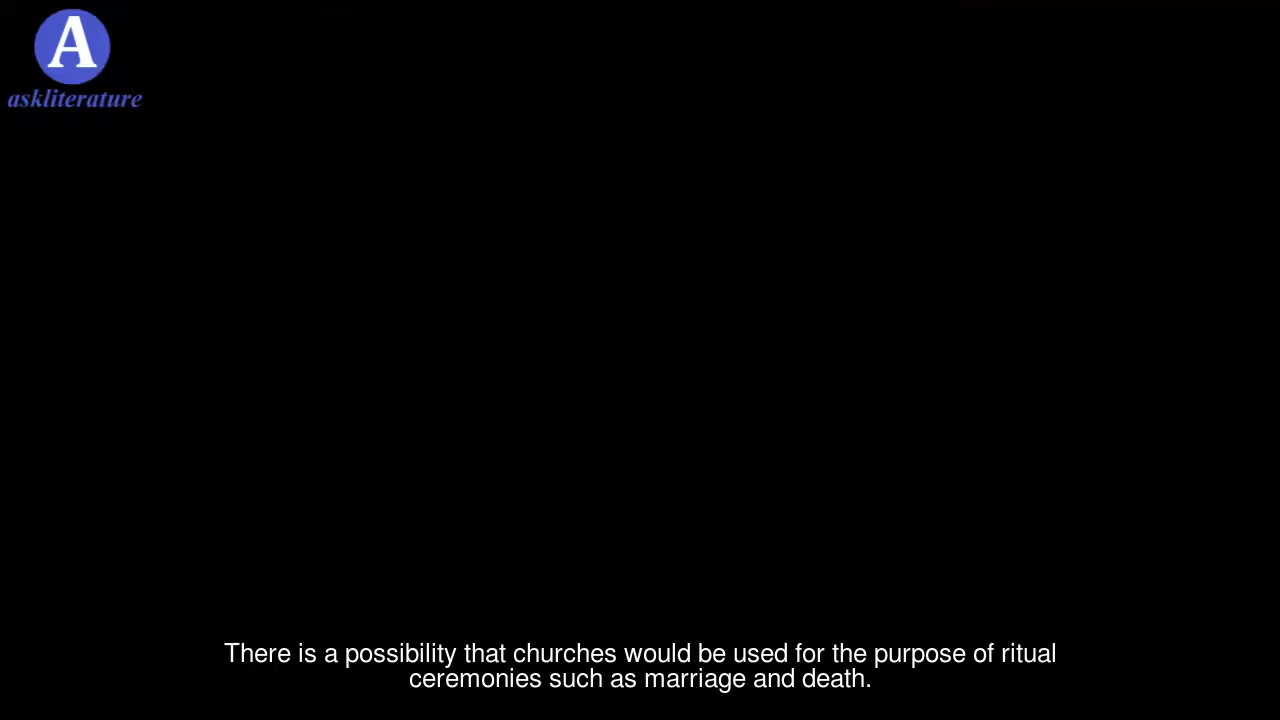 A
askliterature
There is a possibility that churches would be used for the purpose of ritual
ceremonies such as marriage and death.